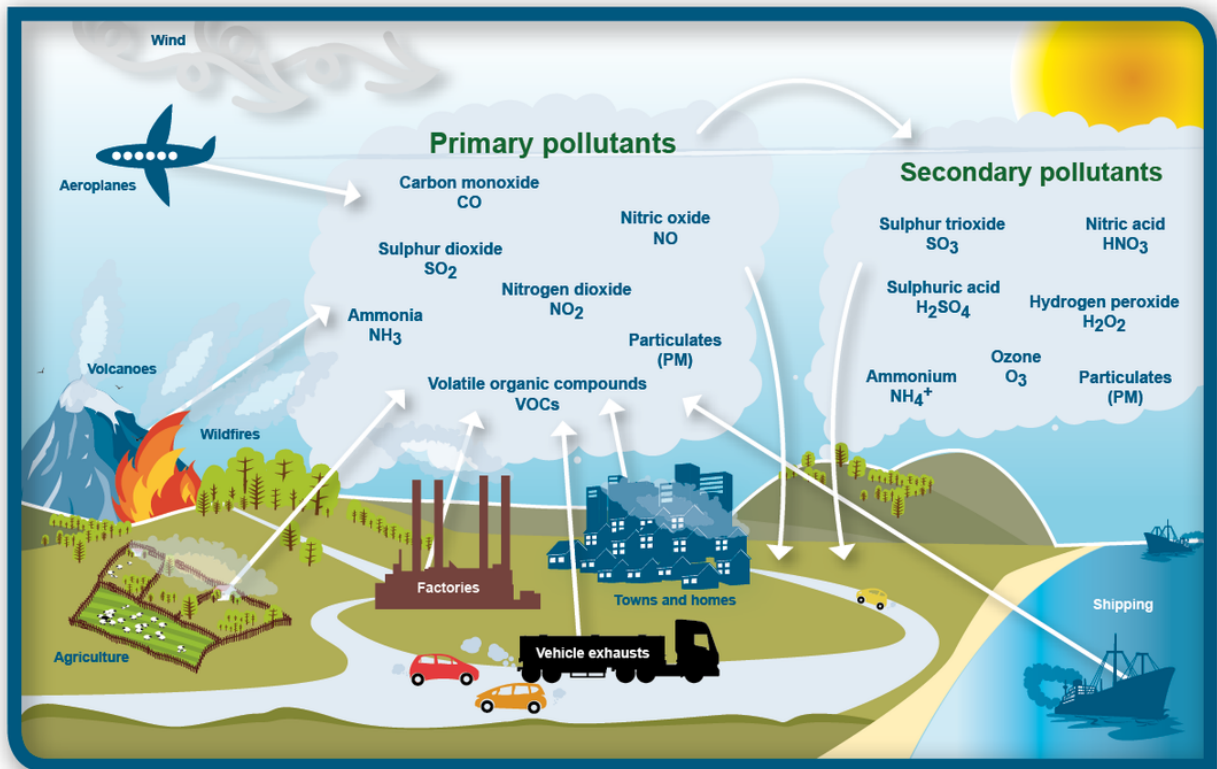 Wind
Aeroplanes
Primary pollutants
Carbon monoxide
CO
Nitric oxide
NO
Sulphur dioxide
SO₂
Nitrogen dioxide
NO₂
Ammonia
NH₃
Particulates
(PM)
Volatile organic compounds
VOCs
Secondary pollutants
Sulphur trioxide
SO₃
Nitric acid
HNO₃
Sulphuric acid
H₂SO₄
Hydrogen peroxide
H₂O₂
Ozone
O₃
Ammonium
NH₄⁺
Particulates
(PM)
Volcanoes
Wildfires
Agriculture
Factories
Towns and homes
Vehicle exhausts
Shipping